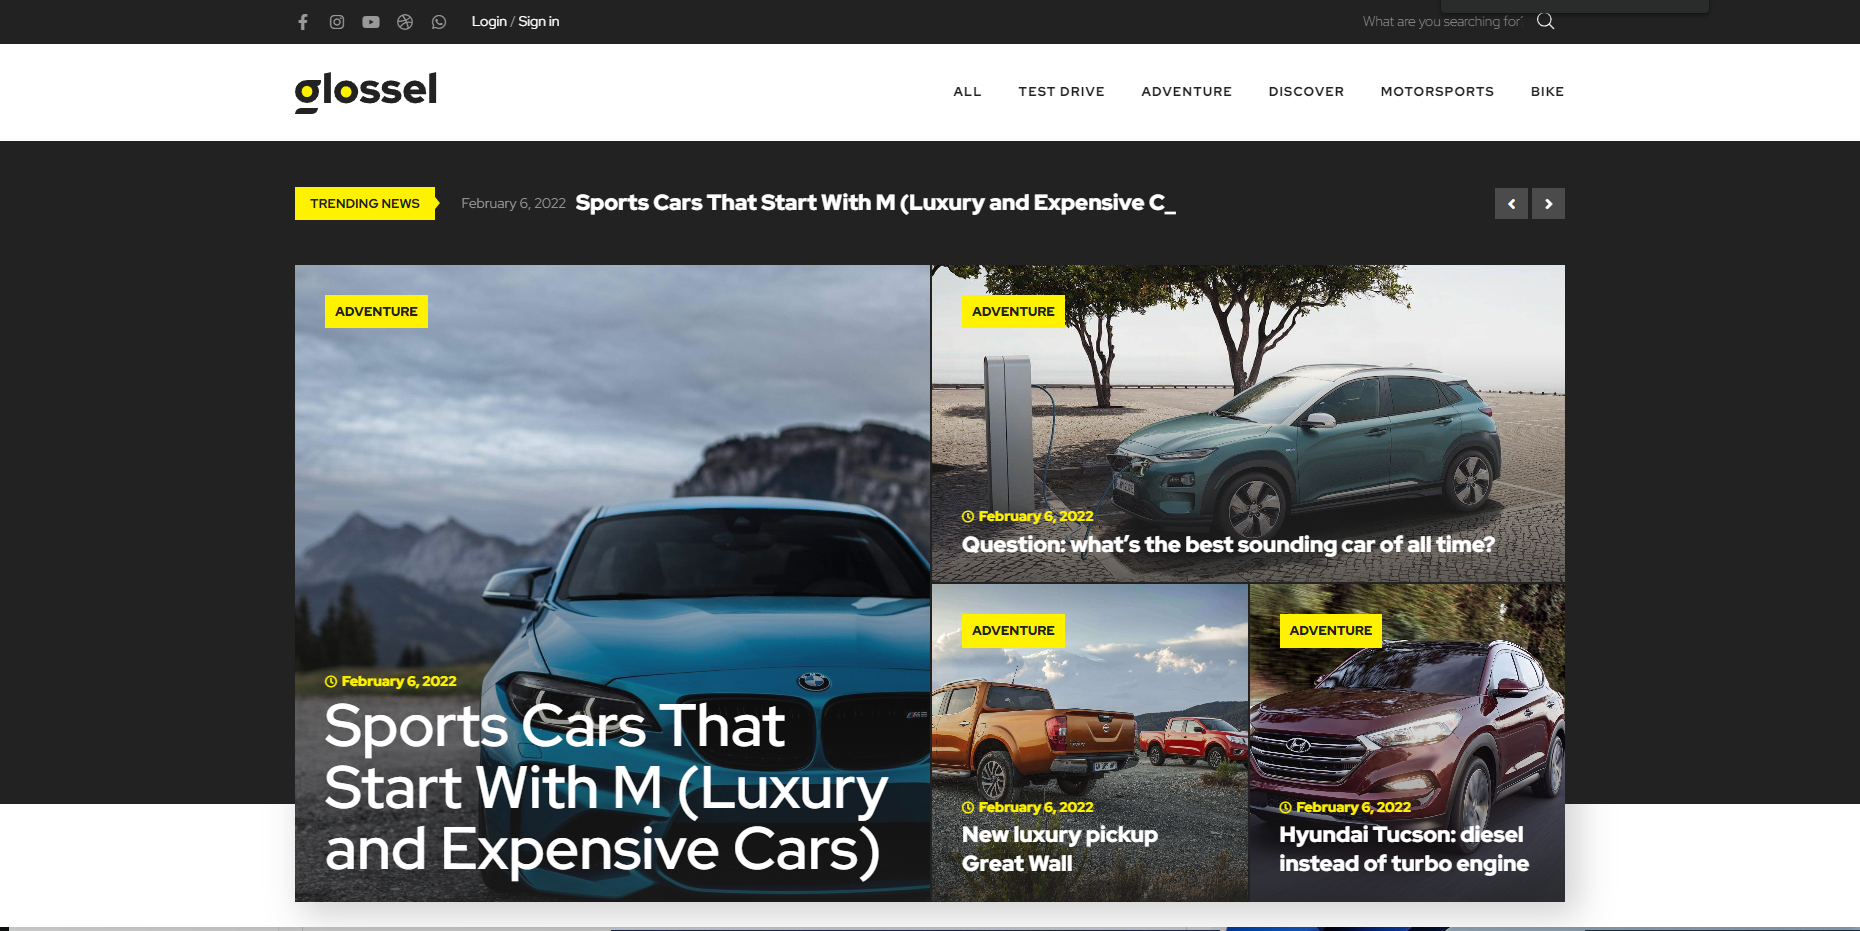 Login / Sign in
What are you searching for?
glossel
ALL TEST DRIVE ADVENTURE DISCOVER MOTORSPORTS BIKE
TRENDING NEWS February 6, 2022 Sports Cars That Start With M (Luxury and Expensive C_
ADVENTURE
February 6, 2022
Sports Cars That
Start With M (Luxury
and Expensive Cars)
ADVENTURE
February 6, 2022
Question: what’s the best sounding car of all time?
ADVENTURE
February 6, 2022
New luxury pickup
Great Wall
ADVENTURE
February 6, 2022
Hyundai Tucson: diesel
instead of turbo engine